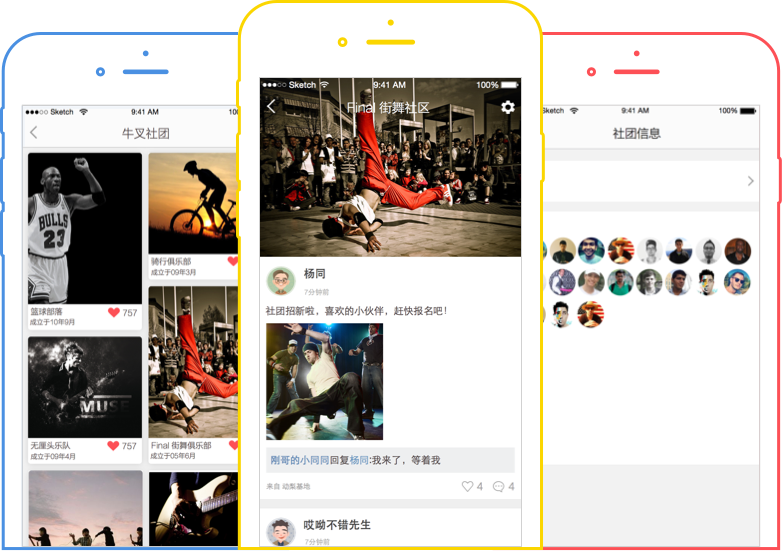 Sketch
9:41 AM
100%
牛叉社团
BULLS
23
篮球部落
成立于10年9月
757
骑行俱乐部
成立于09年3月
MUSE
无厘头乐队
成立于09年4月
757
Final 街舞俱乐部
成立于05年6月
Sketch
9:41 AM
100%
Final 街舞社区
杨同
7分钟前
社团招新啦，喜欢的小伙伴，赶快报名吧！
刚哥的小同同回复杨同:我来了，等着我
来自 动梨基地
4
4
哎呦不错先生
7分钟前
Sketch
9:41 AM
100%
社团信息